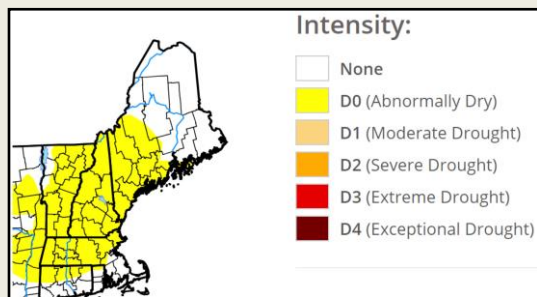 Intensity:
None
D0 (Abnormally Dry)
D1 (Moderate Drought)
D2 (Severe Drought)
D3 (Extreme Drought)
D4 (Exceptional Drought)